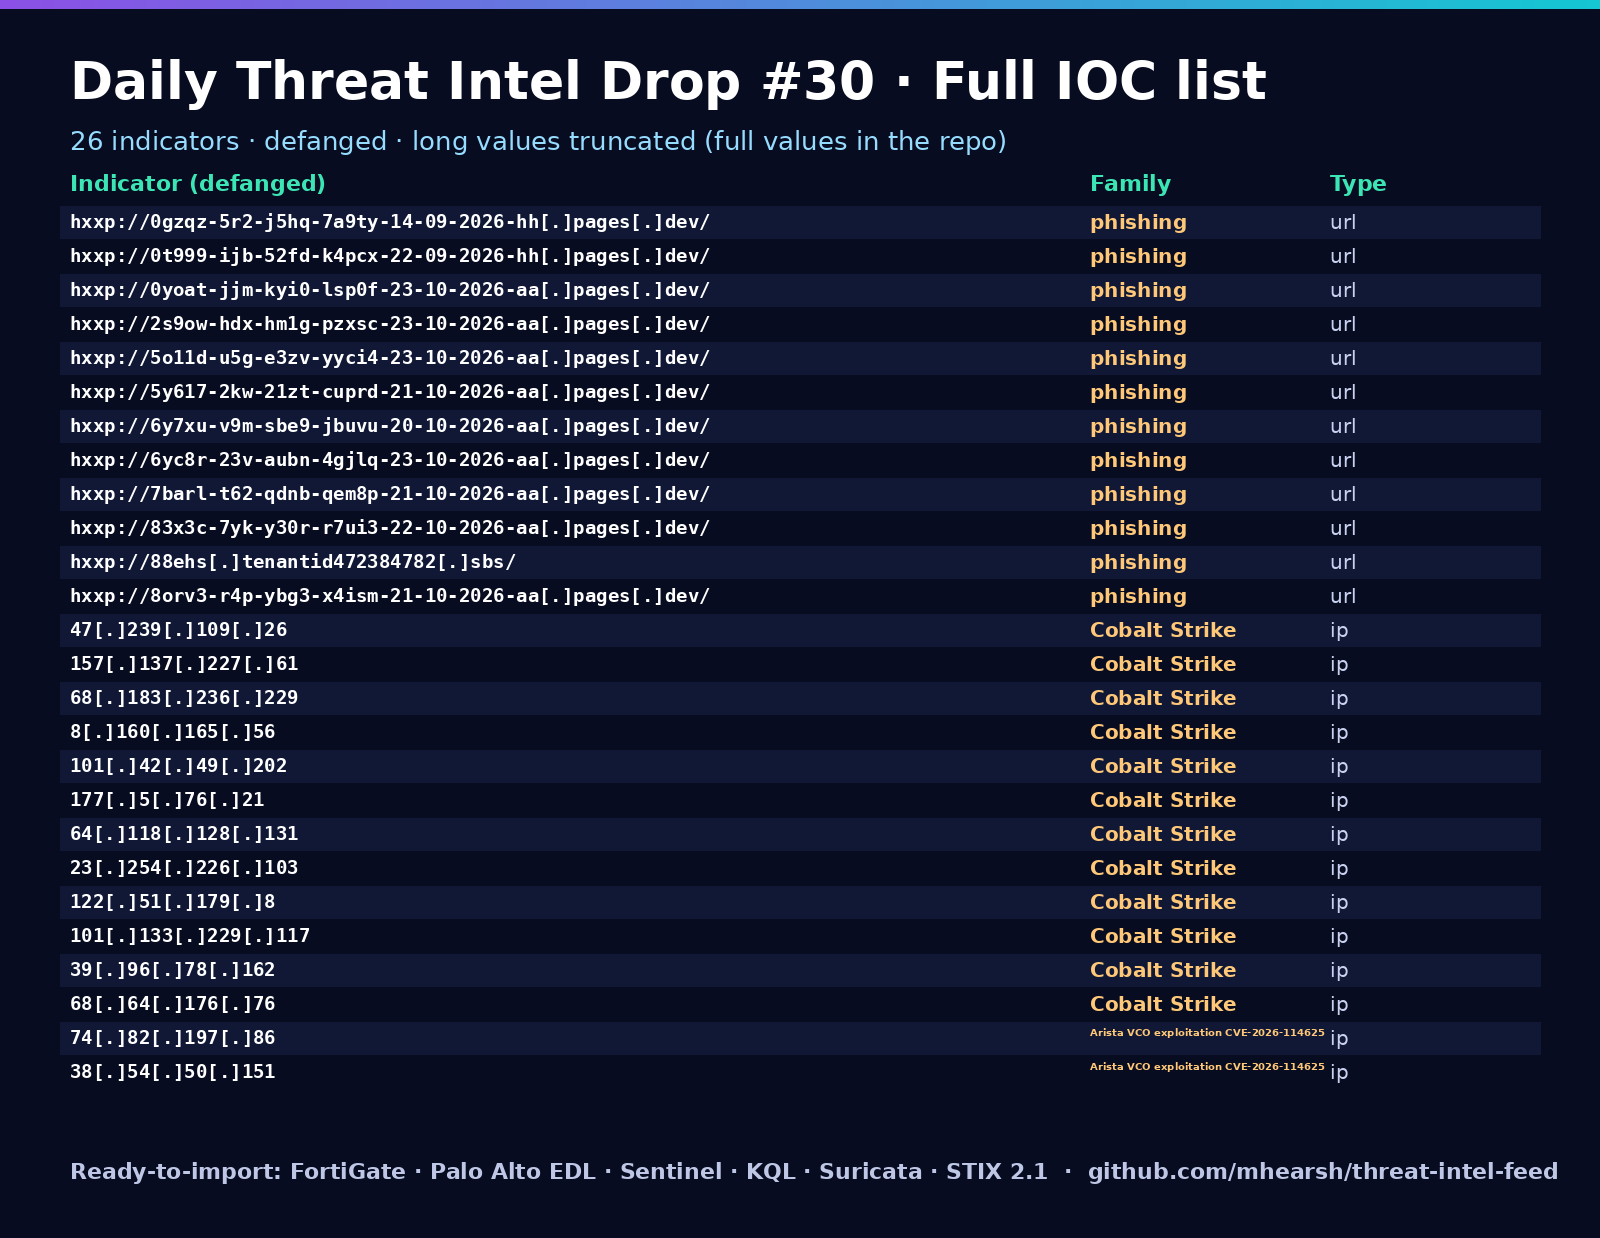 Daily Threat Intel Drop #30 · Full IOC list
26 indicators · defanged · long values truncated (full values in the repo)
Indicator (defanged) Family Type
hxxp://0gzqz-5r2-j5hq-7a9ty-14-09-2026-hh[.]pages[.]dev/ phishing url
hxxp://0t999-ijb-52fd-k4pcx-22-09-2026-hh[.]pages[.]dev/ phishing url
hxxp://0yoat-jjm-kyi0-lsp0f-23-10-2026-aa[.]pages[.]dev/ phishing url
hxxp://2s9ow-hdx-hm1g-pzxsc-23-10-2026-aa[.]pages[.]dev/ phishing url
hxxp://5o11d-u5g-e3zv-yyci4-23-10-2026-aa[.]pages[.]dev/ phishing url
hxxp://5y617-2kw-21zt-cuprd-21-10-2026-aa[.]pages[.]dev/ phishing url
hxxp://6y7xu-v9m-sbe9-jbuvu-20-10-2026-aa[.]pages[.]dev/ phishing url
hxxp://6yc8r-23v-aubn-4gjlq-23-10-2026-aa[.]pages[.]dev/ phishing url
hxxp://7barl-t62-qdnb-qem8p-21-10-2026-aa[.]pages[.]dev/ phishing url
hxxp://83x3c-7yk-y30r-r7ui3-22-10-2026-aa[.]pages[.]dev/ phishing url
hxxp://88ehs[.]tenantid472384782[.]sbs/ phishing url
hxxp://8orv3-r4p-ybg3-x4ism-21-10-2026-aa[.]pages[.]dev/ phishing url
47[.]239[.]109[.]26 Cobalt Strike ip
157[.]137[.]227[.]61 Cobalt Strike ip
68[.]183[.]236[.]229 Cobalt Strike ip
8[.]160[.]165[.]56 Cobalt Strike ip
101[.]42[.]49[.]202 Cobalt Strike ip
177[.]5[.]76[.]21 Cobalt Strike ip
64[.]118[.]128[.]131 Cobalt Strike ip
23[.]254[.]226[.]103 Cobalt Strike ip
122[.]51[.]179[.]8 Cobalt Strike ip
101[.]133[.]229[.]117 Cobalt Strike ip
39[.]96[.]78[.]162 Cobalt Strike ip
68[.]64[.]176[.]76 Cobalt Strike ip
74[.]82[.]197[.]86 Arista VCO exploitation CVE-2026-114625 ip
38[.]54[.]50[.]151 Arista VCO exploitation CVE-2026-114625 ip
Ready-to-import: FortiGate · Palo Alto EDL · Sentinel · KQL · Suricata · STIX 2.1 · github.com/mhearsh/threat-intel-feed